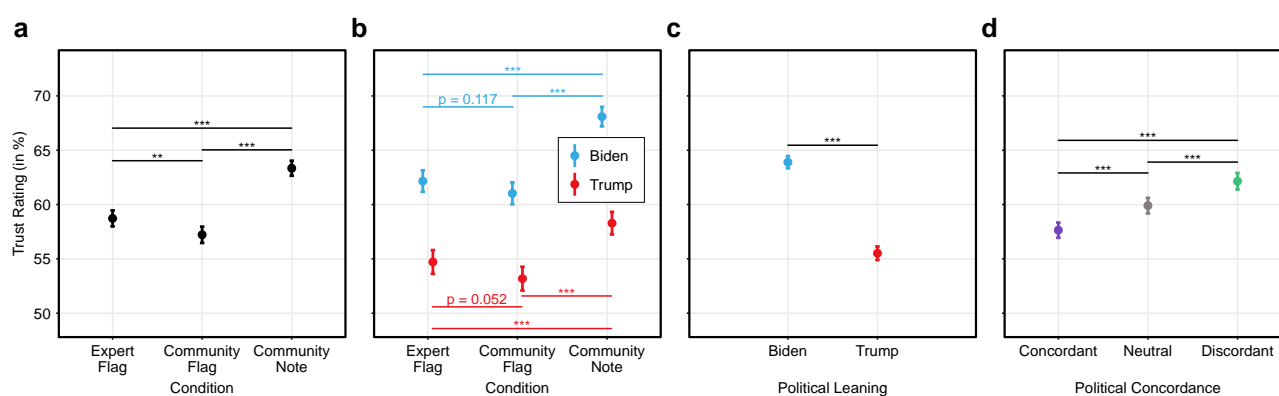 a b c d
Trust Rating (in %)
70
65
60
55
50
***
**
***
Expert
Flag
Community
Flag
Community
Note
Condition
***
p = 0.117
***
Biden
Trump
p = 0.052
***
***
Expert
Flag
Community
Flag
Community
Note
Condition
***
Biden Trump
Political Leaning
***
***
***
Concordant Neutral Discordant
Political Concordance